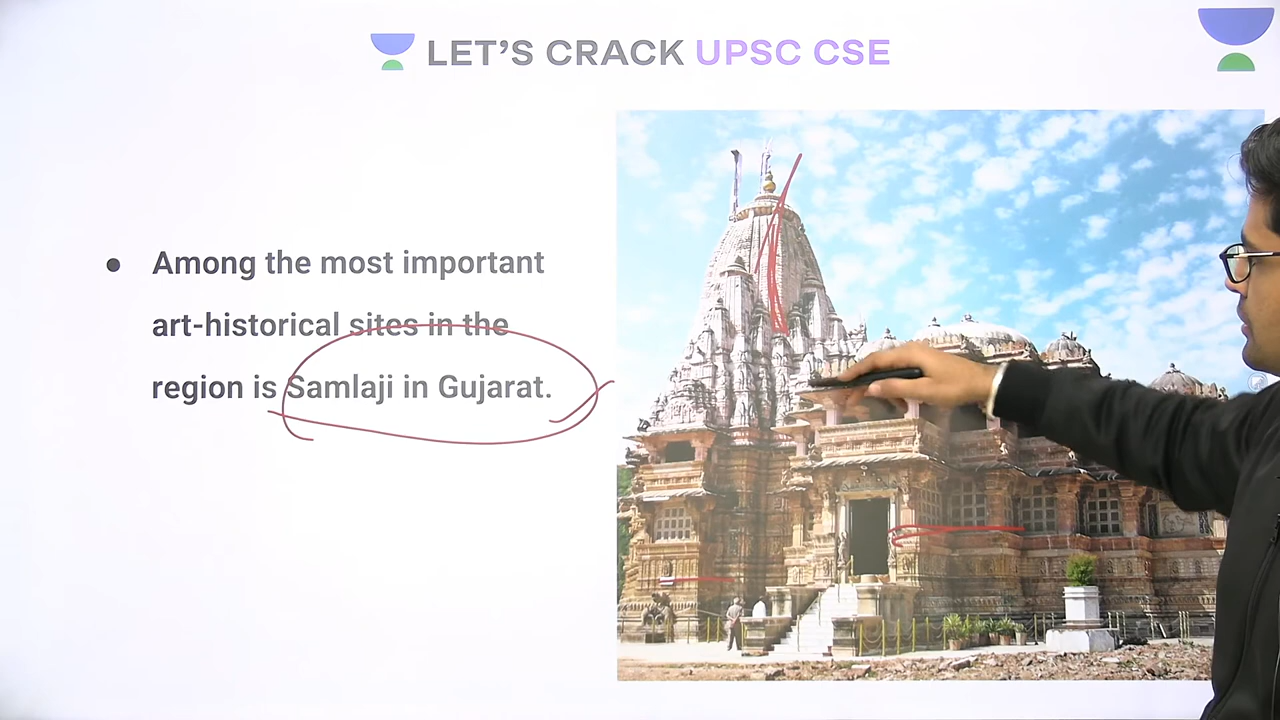 LET'S CRACK UPSC CSE
● Among the most important
art-historical sites in the
region is Samlaji in Gujarat.